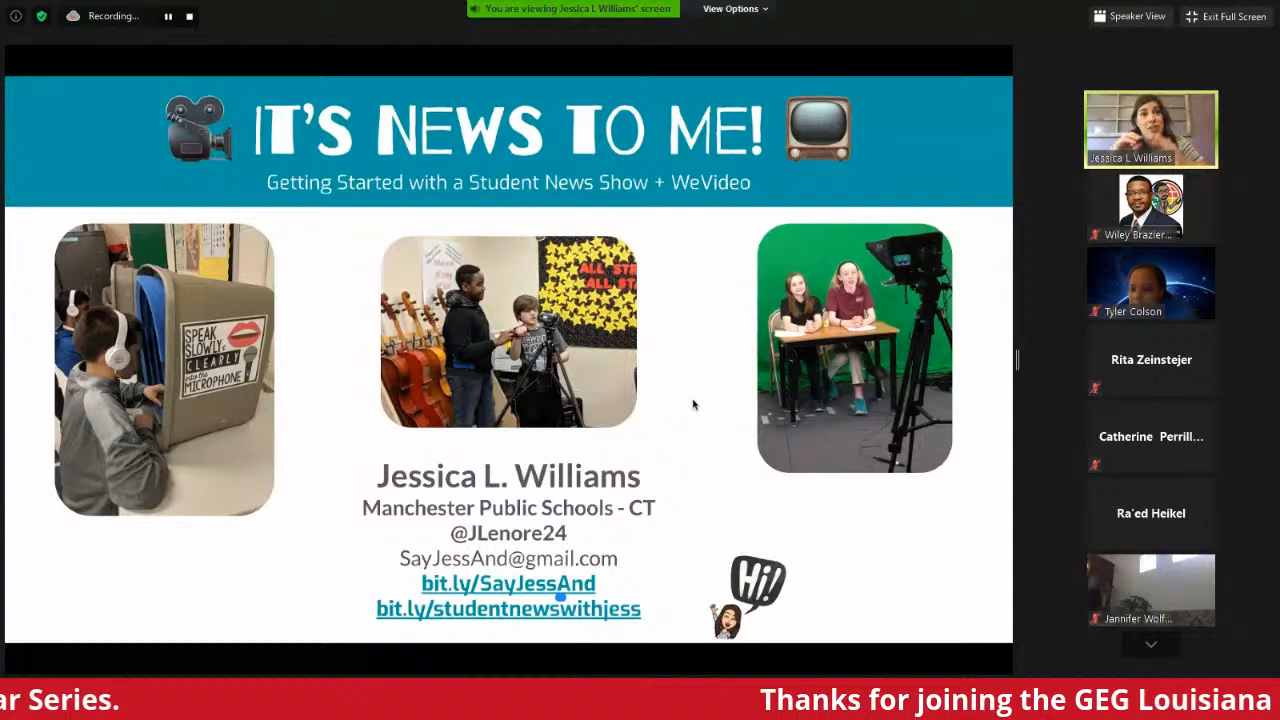 Recording...
You are viewing Jessica L Williams' screen
View Options
Speaker View
Exit Full Screen
IT'S NEWS TO ME!
Getting Started with a Student News Show + WeVideo
SPEAK
SLOWLY &
CLEARLY
into the
MICROPHONE
ALL STR
ALL STA
Jessica L. Williams
Manchester Public Schools - CT
@JLenore24
SayJessAnd@gmail.com
bit.ly/SayJessAnd
bit.ly/studentnewswithjess
Hi!
Jessica L Williams
Wiley Brazier...
Tyler Colson
Rita Zeinstejer
Catherine Perrill...
Ra'ed Heikel
Jannifer Wolf...
ar Series.
Thanks for joining the GEG Louisiana